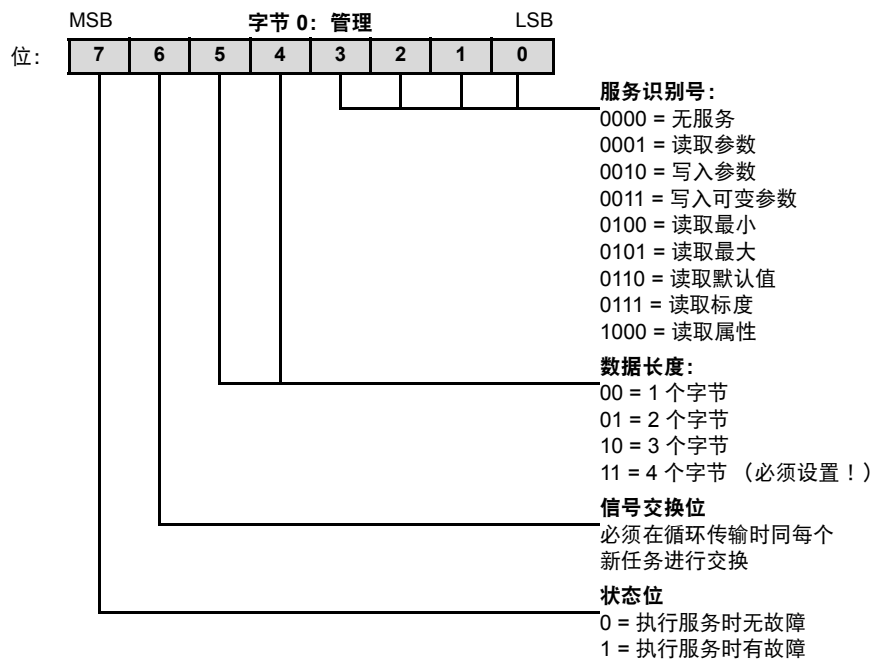 MSB 字节 0：管理 LSB
位： 7 6 5 4 3 2 1 0
服务识别号：
0000 = 无服务
0001 = 读取参数
0010 = 写入参数
0011 = 写入可变参数
0100 = 读取最小
0101 = 读取最大
0110 = 读取默认值
0111 = 读取标度
1000 = 读取属性
数据长度：
00 = 1 个字节
01 = 2 个字节
10 = 3 个字节
11 = 4 个字节 （必须设置！）
信号交换位
必须在循环传输时同每个
新任务进行交换
状态位
0 = 执行服务时无故障
1 = 执行服务时有故障